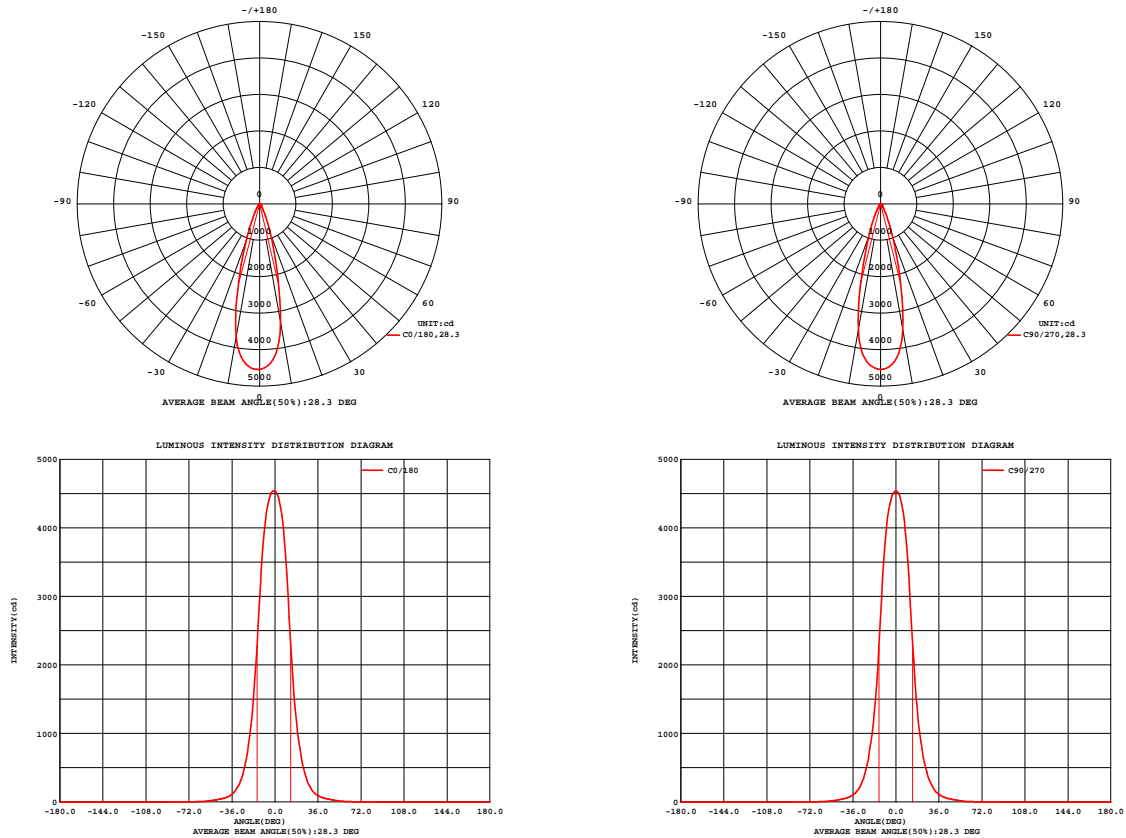 -/+180
-150
150
-120
120
-90
90
-60
60
-30
30
0
0
1000
2000
3000
4000
5000
UNIT:cd
C0/180,28.3
AVERAGE BEAM ANGLE(50%):28.3 DEG
-/+180
-150
150
-120
120
-90
90
-60
60
-30
30
0
0
1000
2000
3000
4000
5000
UNIT:cd
C90/270,28.3
AVERAGE BEAM ANGLE(50%):28.3 DEG
LUMINOUS INTENSITY DISTRIBUTION DIAGRAM
C0/180
INTENSITY(cd)
5000
4000
3000
2000
1000
0
-180.0 -144.0 -108.0 -72.0 -36.0 0.0 36.0 72.0 108.0 144.0 180.0
ANGLE(DEG)
AVERAGE BEAM ANGLE(50%):28.3 DEG
LUMINOUS INTENSITY DISTRIBUTION DIAGRAM
C90/270
INTENSITY(cd)
5000
4000
3000
2000
1000
0
-180.0 -144.0 -108.0 -72.0 -36.0 0.0 36.0 72.0 108.0 144.0 180.0
ANGLE(DEG)
AVERAGE BEAM ANGLE(50%):28.3 DEG